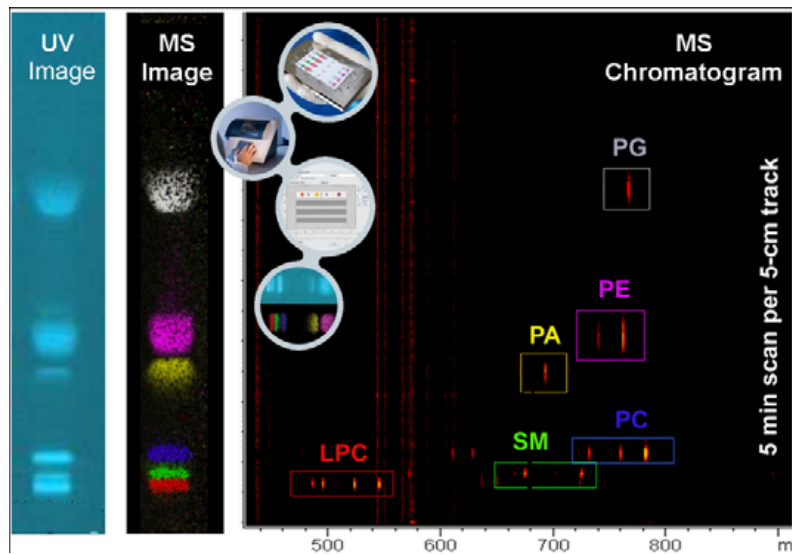 UV
Image
MS
Image
MS
Chromatogram
PG
PE
PA
PC
SM
LPC
5 min scan per 5-cm track
500
600
700
800
m